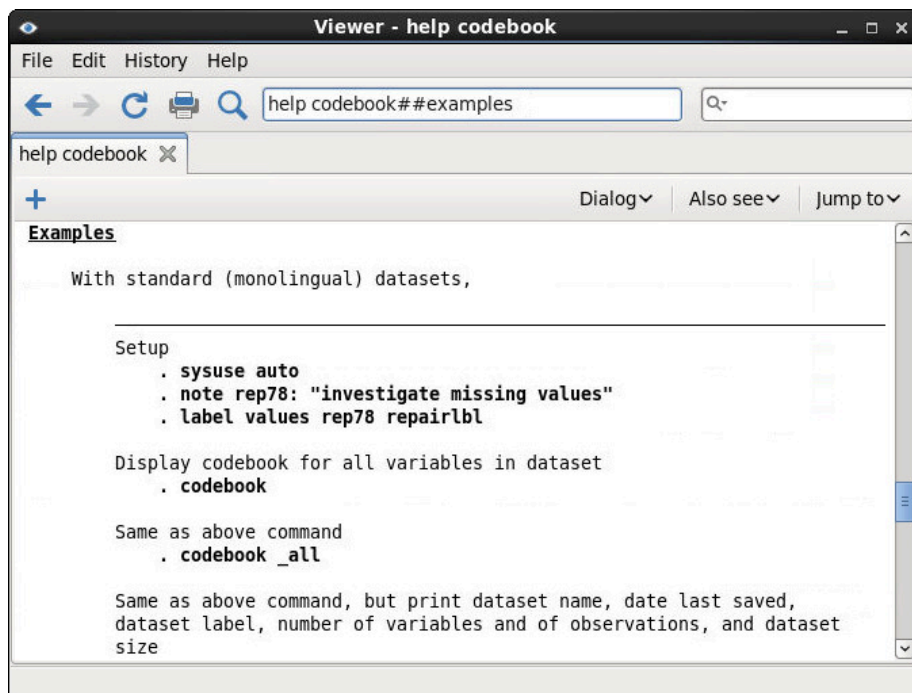 Viewer - help codebook
File Edit History Help
help codebook##examples
help codebook
Dialog Also see Jump to
Examples
With standard (monolingual) datasets,
Setup
. sysuse auto
. note rep78: "investigate missing values"
. label values rep78 repairlbl
Display codebook for all variables in dataset
. codebook
Same as above command
. codebook _all
Same as above command, but print dataset name, date last saved,
dataset label, number of variables and of observations, and dataset
size